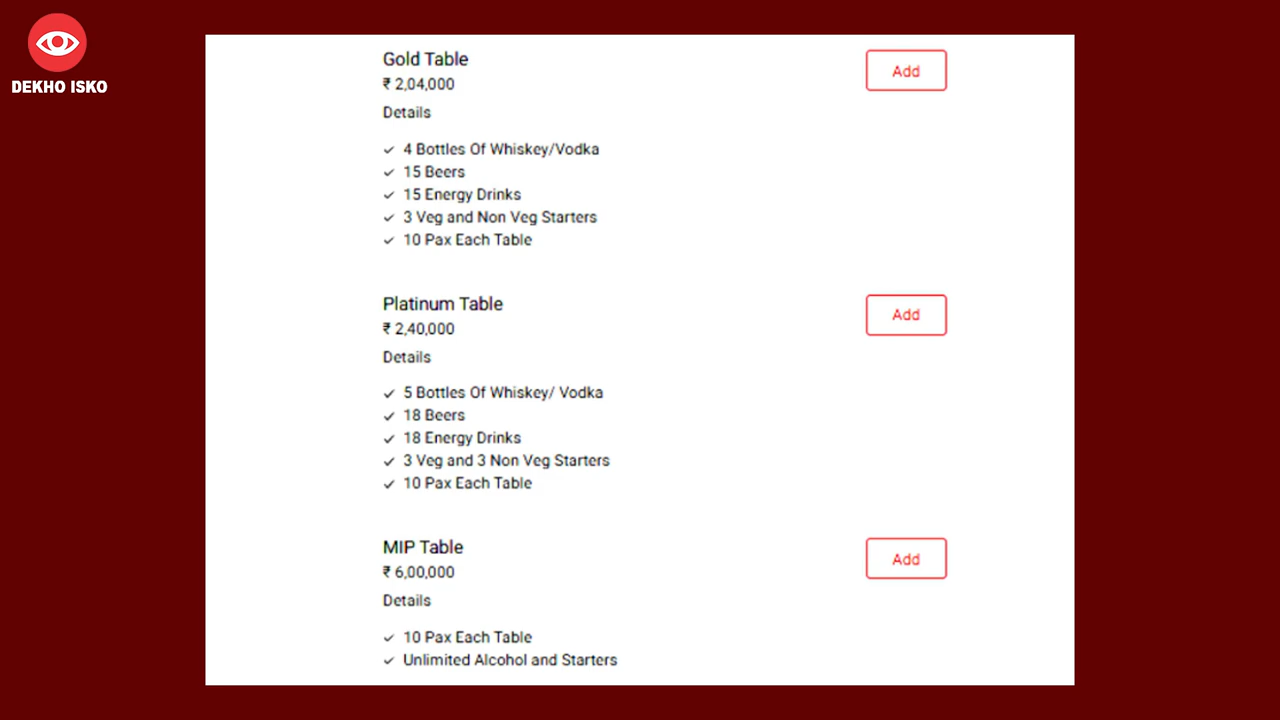 DEKHO ISKO
Gold Table
Add
₹ 2,04,000
Details
4 Bottles Of Whiskey/Vodka
15 Beers
15 Energy Drinks
3 Veg and Non Veg Starters
10 Pax Each Table
Platinum Table
Add
₹ 2,40,000
Details
5 Bottles Of Whiskey/ Vodka
18 Beers
18 Energy Drinks
3 Veg and 3 Non Veg Starters
10 Pax Each Table
MIP Table
Add
₹ 6,00,000
Details
10 Pax Each Table
Unlimited Alcohol and Starters